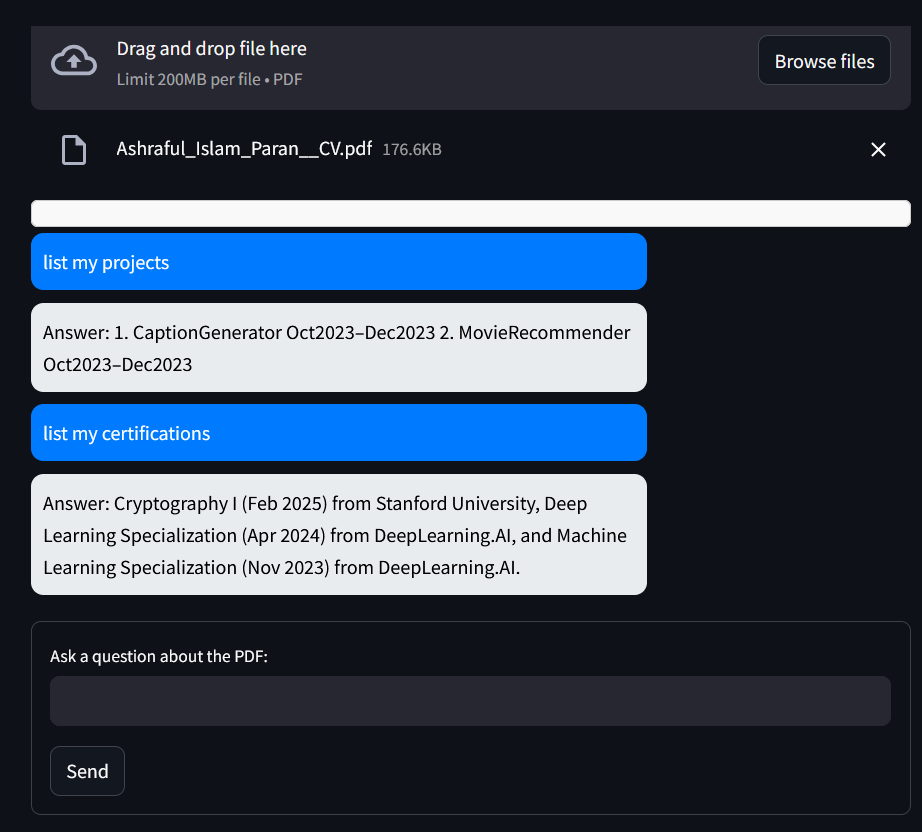 Drag and drop file here
Limit 200MB per file • PDF
Browse files
Ashraful_Islam_Paran__CV.pdf 176.6KB
list my projects
Answer: 1. CaptionGenerator Oct2023–Dec2023 2. MovieRecommender
Oct2023–Dec2023
list my certifications
Answer: Cryptography I (Feb 2025) from Stanford University, Deep
Learning Specialization (Apr 2024) from DeepLearning.AI, and Machine
Learning Specialization (Nov 2023) from DeepLearning.AI.
Ask a question about the PDF:
Send